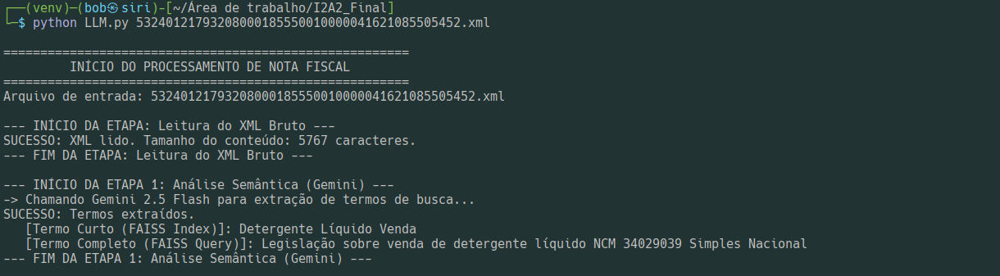 ┌──(venv)─(bob㉿siri)-[~/Área de trabalho/I2A2_Final]
└─$ python LLM.py 53240121793208000185550010000041621085505452.xml
=======================================================
INÍCIO DO PROCESSAMENTO DE NOTA FISCAL
=======================================================
Arquivo de entrada: 53240121793208000185550010000041621085505452.xml
--- INÍCIO DA ETAPA: Leitura do XML Bruto ---
SUCESSO: XML lido. Tamanho do conteúdo: 5767 caracteres.
--- FIM DA ETAPA: Leitura do XML Bruto ---
--- INÍCIO DA ETAPA 1: Análise Semântica (Gemini) ---
-> Chamando Gemini 2.5 Flash para extração de termos de busca...
SUCESSO: Termos extraídos.
[Termo Curto (FAISS Index)]: Detergente Líquido Venda
[Termo Completo (FAISS Query)]: Legislação sobre venda de detergente líquido NCM 34029039 Simples Nacional
--- FIM DA ETAPA 1: Análise Semântica (Gemini) ---